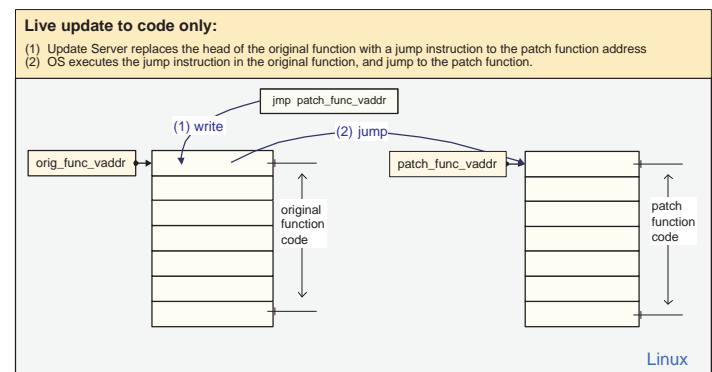 Live update to code only:
(1) Update Server replaces the head of the original function with a jump instruction to the patch function address
(2) OS executes the jump instruction in the original function, and jump to the patch function.
jmp patch_func_vaddr
(1) write
(2) jump
orig_func_vaddr
patch_func_vaddr
original
function
code
patch
function
code
Linux